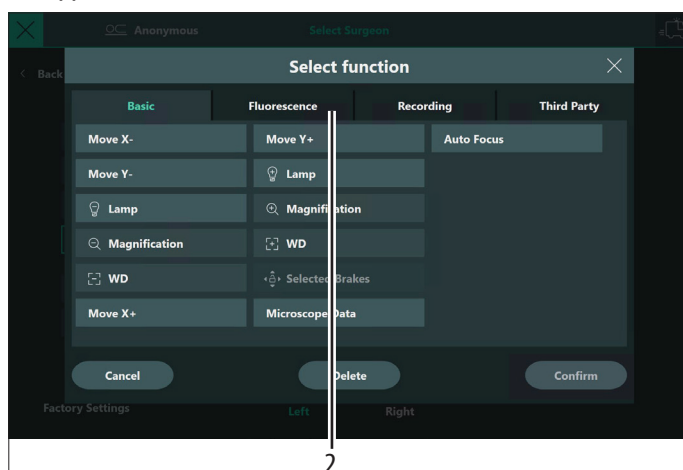 Anonymous Select Surgeon
< Back
Select function
Basic Fluorescence Recording Third Party
Move X- Move Y+ Auto Focus
Move Y- Lamp
Lamp Magnification
Magnification WD
WD Selected Brakes
Move X+ Microscope Data
Cancel Delete Confirm
Factory Settings Left Right
2